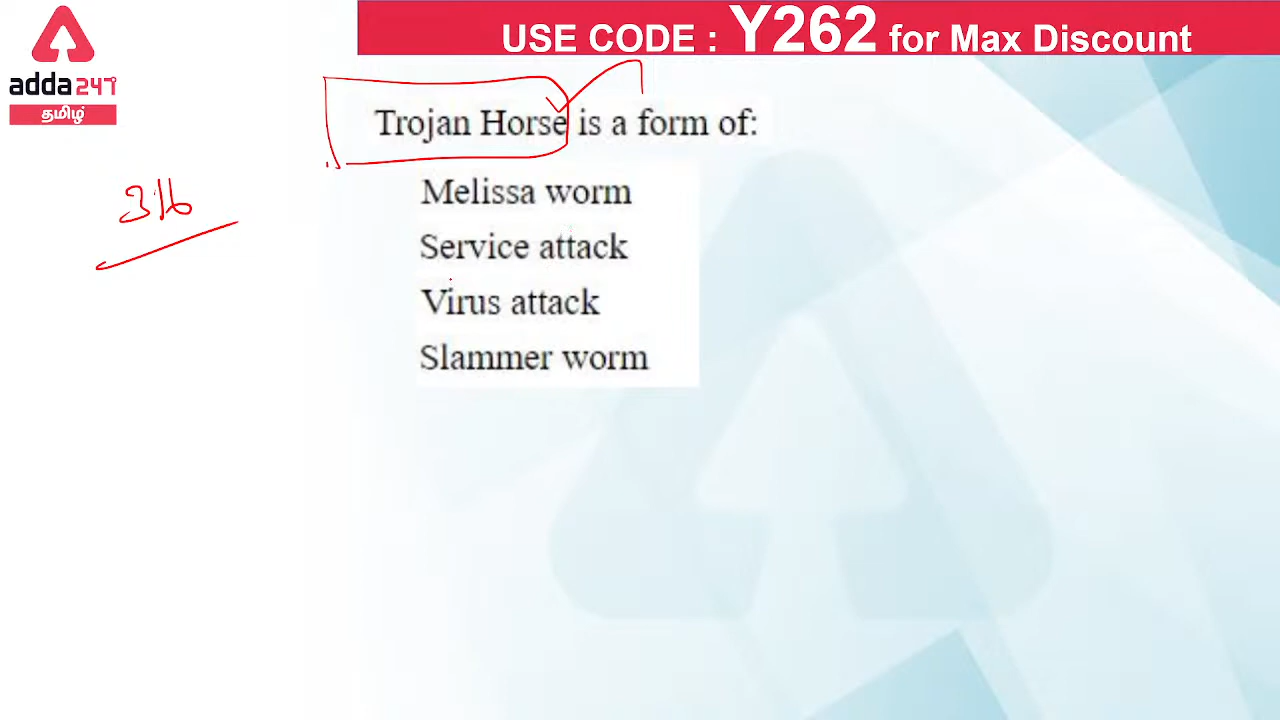 USE CODE : Y262 for Max Discount
adda247
தமிழ்
Trojan Horse is a form of:
Melissa worm
Service attack
Virus attack
Slammer worm